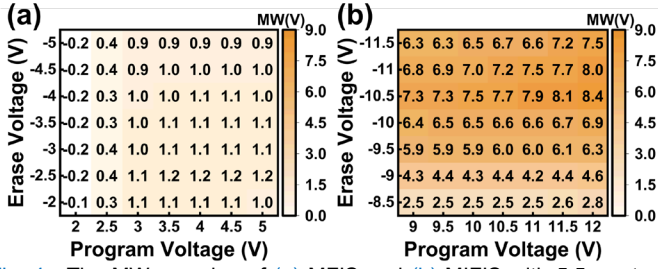 (a)
MW(V)
Erase Voltage (V)
-5 -0.2 0.4 0.9 0.9 0.9 0.9 0.9 9.0
-4.5 -0.2 0.4 0.9 1.0 1.0 1.0 1.0 7.5
-4 -0.2 0.3 1.0 1.0 1.1 1.1 1.0 6.0
-3.5 -0.2 0.3 1.0 1.1 1.1 1.1 1.1 4.5
-3 -0.2 0.4 1.0 1.1 1.1 1.1 1.1 3.0
-2.5 -0.2 0.4 1.1 1.2 1.2 1.2 1.1 1.5
-2 -0.1 0.3 1.1 1.1 1.1 1.1 1.0 0.0
2 2.5 3 3.5 4 4.5 5
Program Voltage (V)
(b)
MW(V)
Erase Voltage (V)
-11.5 6.3 6.3 6.5 6.7 6.6 7.2 7.5 9.0
-11 6.8 6.9 7.0 7.2 7.5 7.7 8.0 7.5
-10.5 7.3 7.3 7.5 7.7 7.9 8.1 8.4 6.0
-10 6.4 6.5 6.5 6.6 6.6 6.7 6.9 4.5
-9.5 5.9 5.9 5.9 6.0 6.0 6.1 6.3 3.0
-9 4.3 4.4 4.3 4.4 4.2 4.4 4.6 1.5
-8.5 2.5 2.5 2.5 2.5 2.5 2.6 2.8 0.0
9 9.5 10 10.5 11 11.5 12
Program Voltage (V)